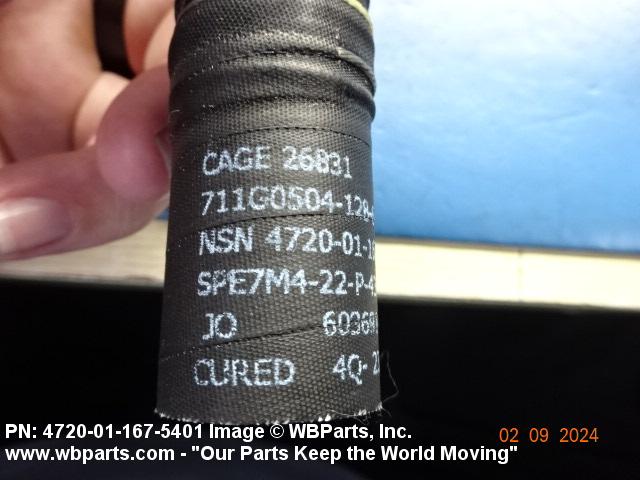 CAGE 26831
711G0504-128-
NSN 4720-01-1
SPE7M4-22-P-4
JO 6036
CURED 4Q- 2
PN: 4720-01-167-5401 Image © WBParts, Inc.
www.wbparts.com - "Our Parts Keep the World Moving"
02 09 2024